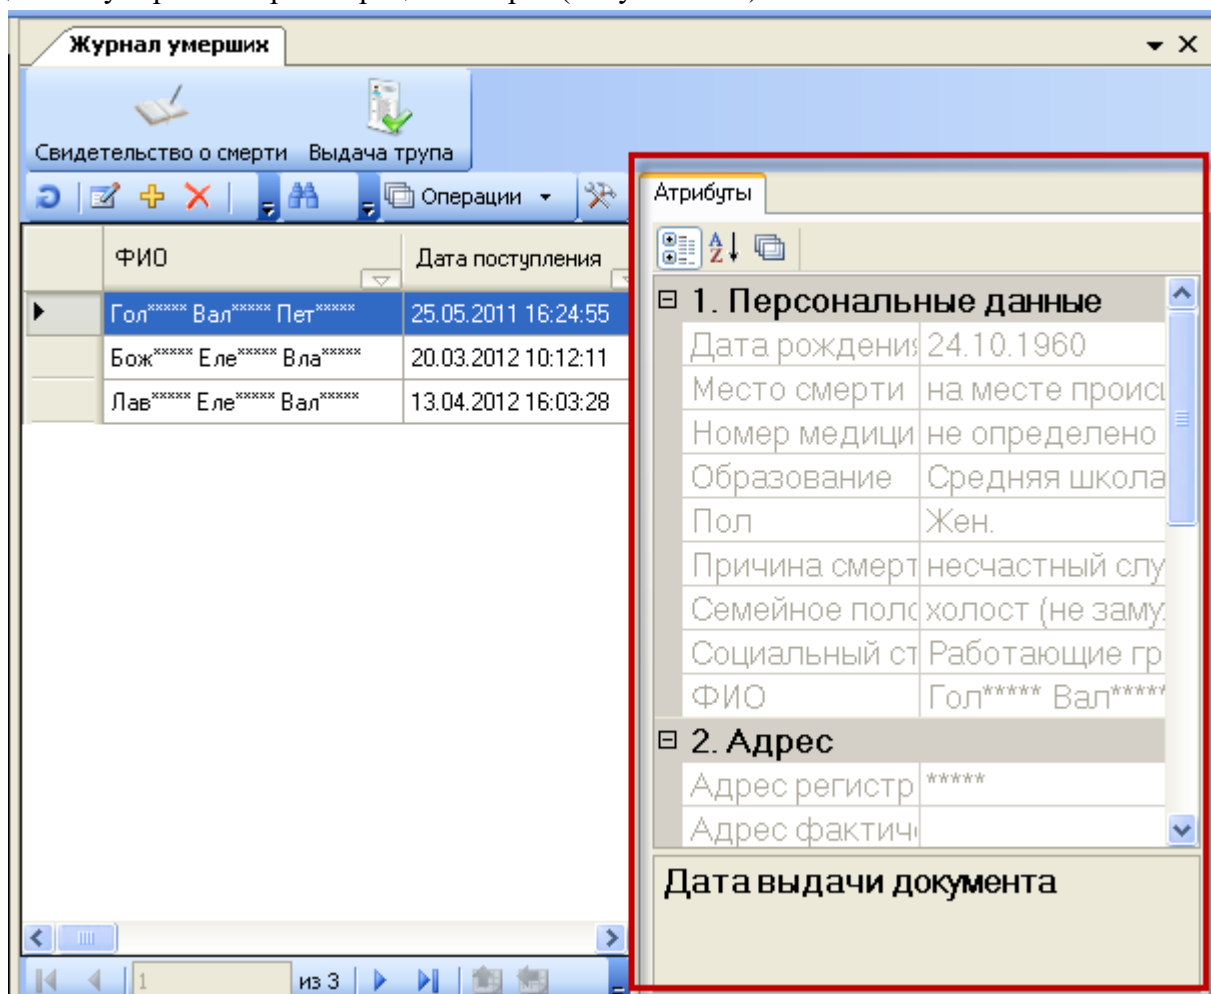 Журнал умерших
Свидетельство о смерти Выдача трупа
Операции
ФИО Дата поступления
Гол***** Вал***** Пет***** 25.05.2011 16:24:55
Бож***** Еле***** Вла***** 20.03.2012 10:12:11
Лав***** Еле***** Вал***** 13.04.2012 16:03:28
1 из 3
Атрибуты
1. Персональные данные
Дата рождения 24.10.1960
Место смерти на месте проис
Номер медици не определено
Образование Средняя школа
Пол Жен.
Причина смерт несчастный слу
Семейное поло холост (не заму
Социальный ст Работающие гр
ФИО Гол***** Вал*****
2. Адрес
Адрес регистр *****
Адрес фактич
Дата выдачи документа